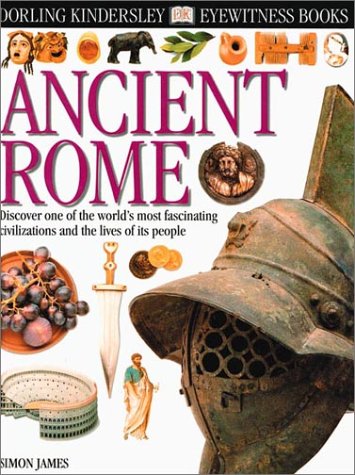 DORLING KINDERSLEY DK EYEWITNESS BOOKS
ANCIENT
ROME
Discover one of the world's most fascinating
civilizations and the lives of its people
SIMON JAMES